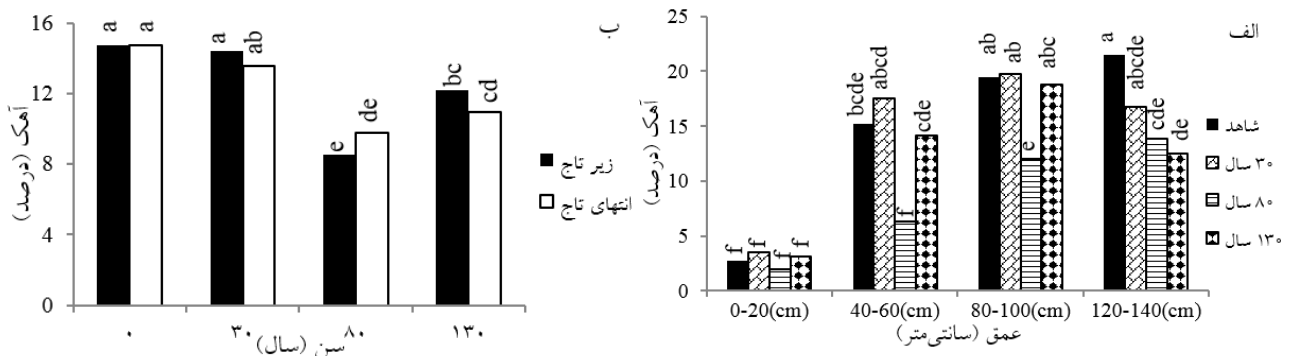 ب
آهک (درصد)
16
12
8
4
0
a a
a ab
e de
bc cd
۰ ۳۰ ۸۰ ۱۳۰
سن (سال)
زیر تاج
انتهای تاج
الف
آهک (درصد)
25
20
15
10
5
0
f f f f
bcde abcd f cde
ab ab e abc
a abcde cde de
0-20(cm) 40-60(cm) 80-100(cm) 120-140(cm)
عمق (سانتی‌متر)
شاهد
۳۰ سال
۸۰ سال
۱۳۰ سال